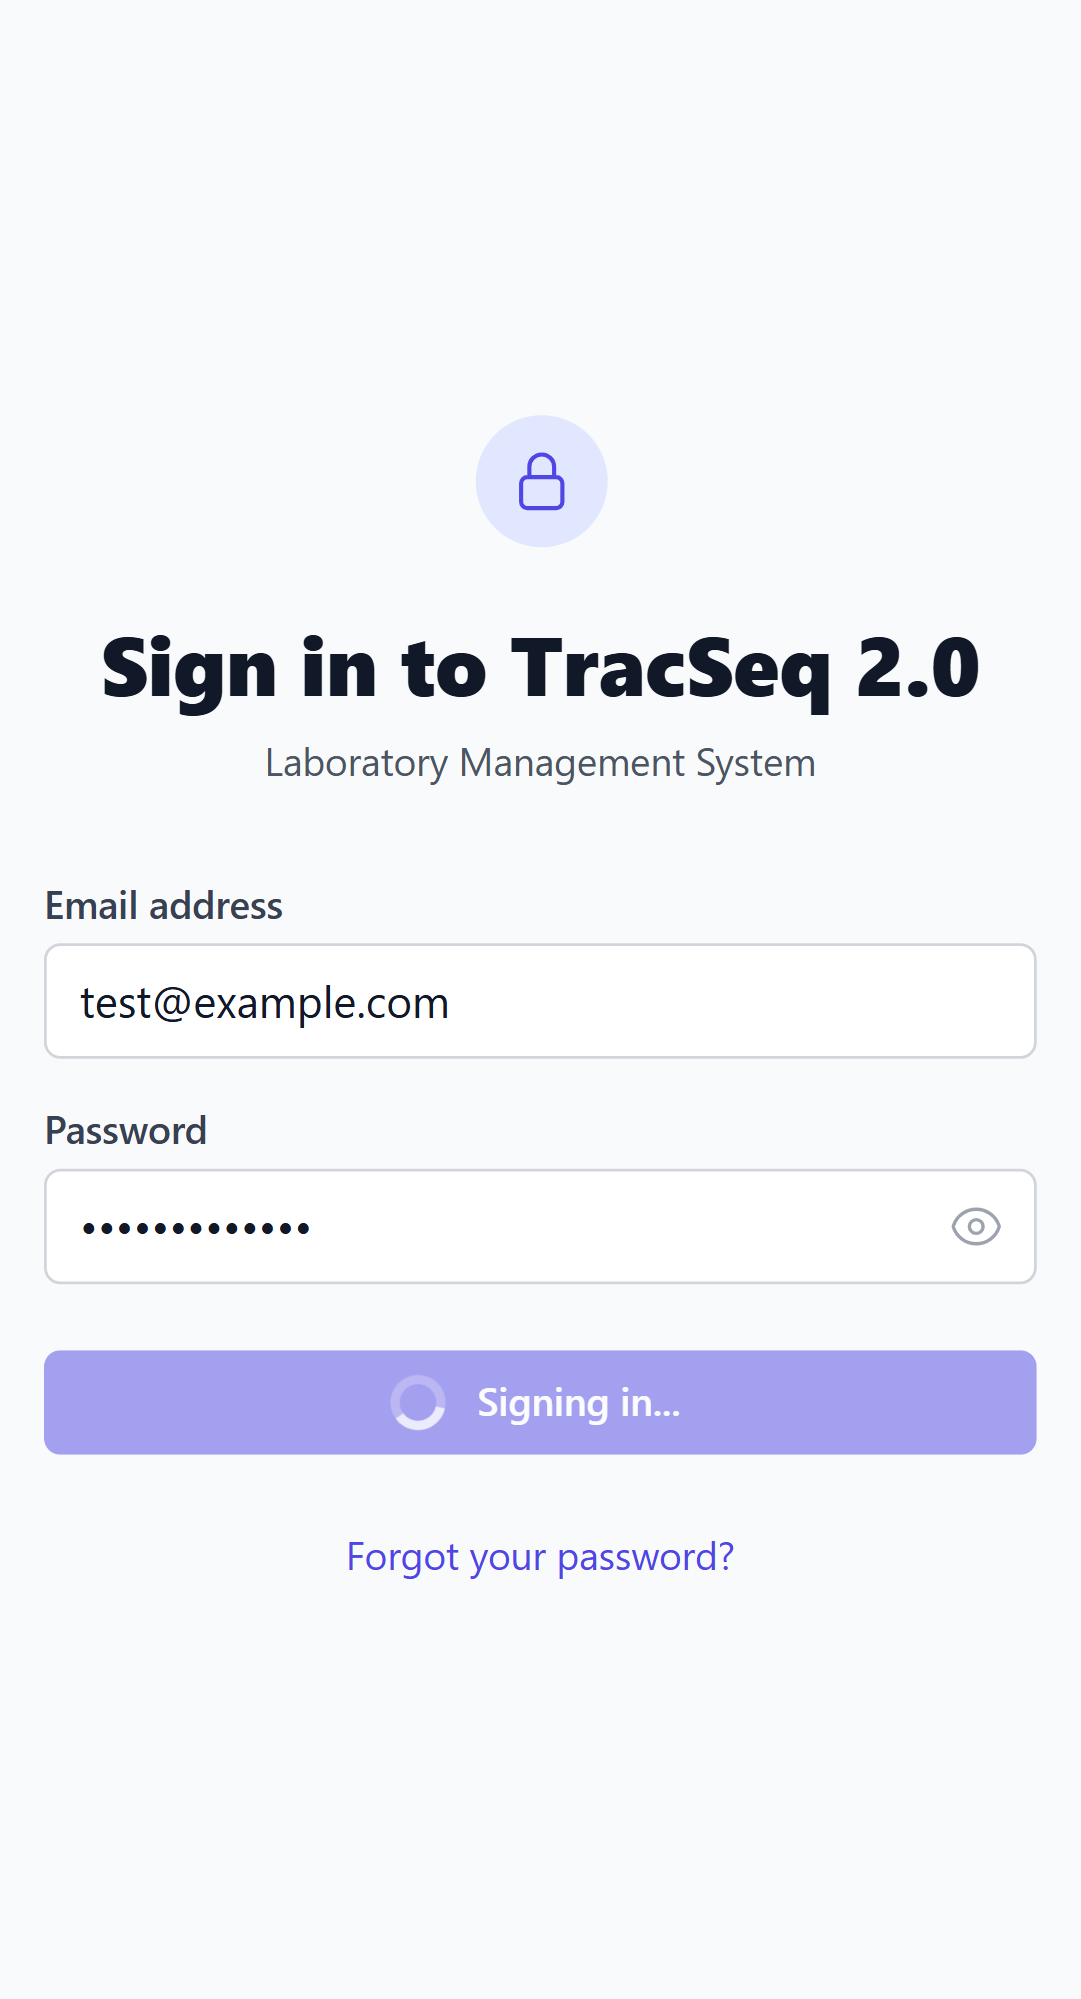 Sign in to TracSeq 2.0
Laboratory Management System
Email address
test@example.com
Password
•••••••••••••
Signing in...
Forgot your password?